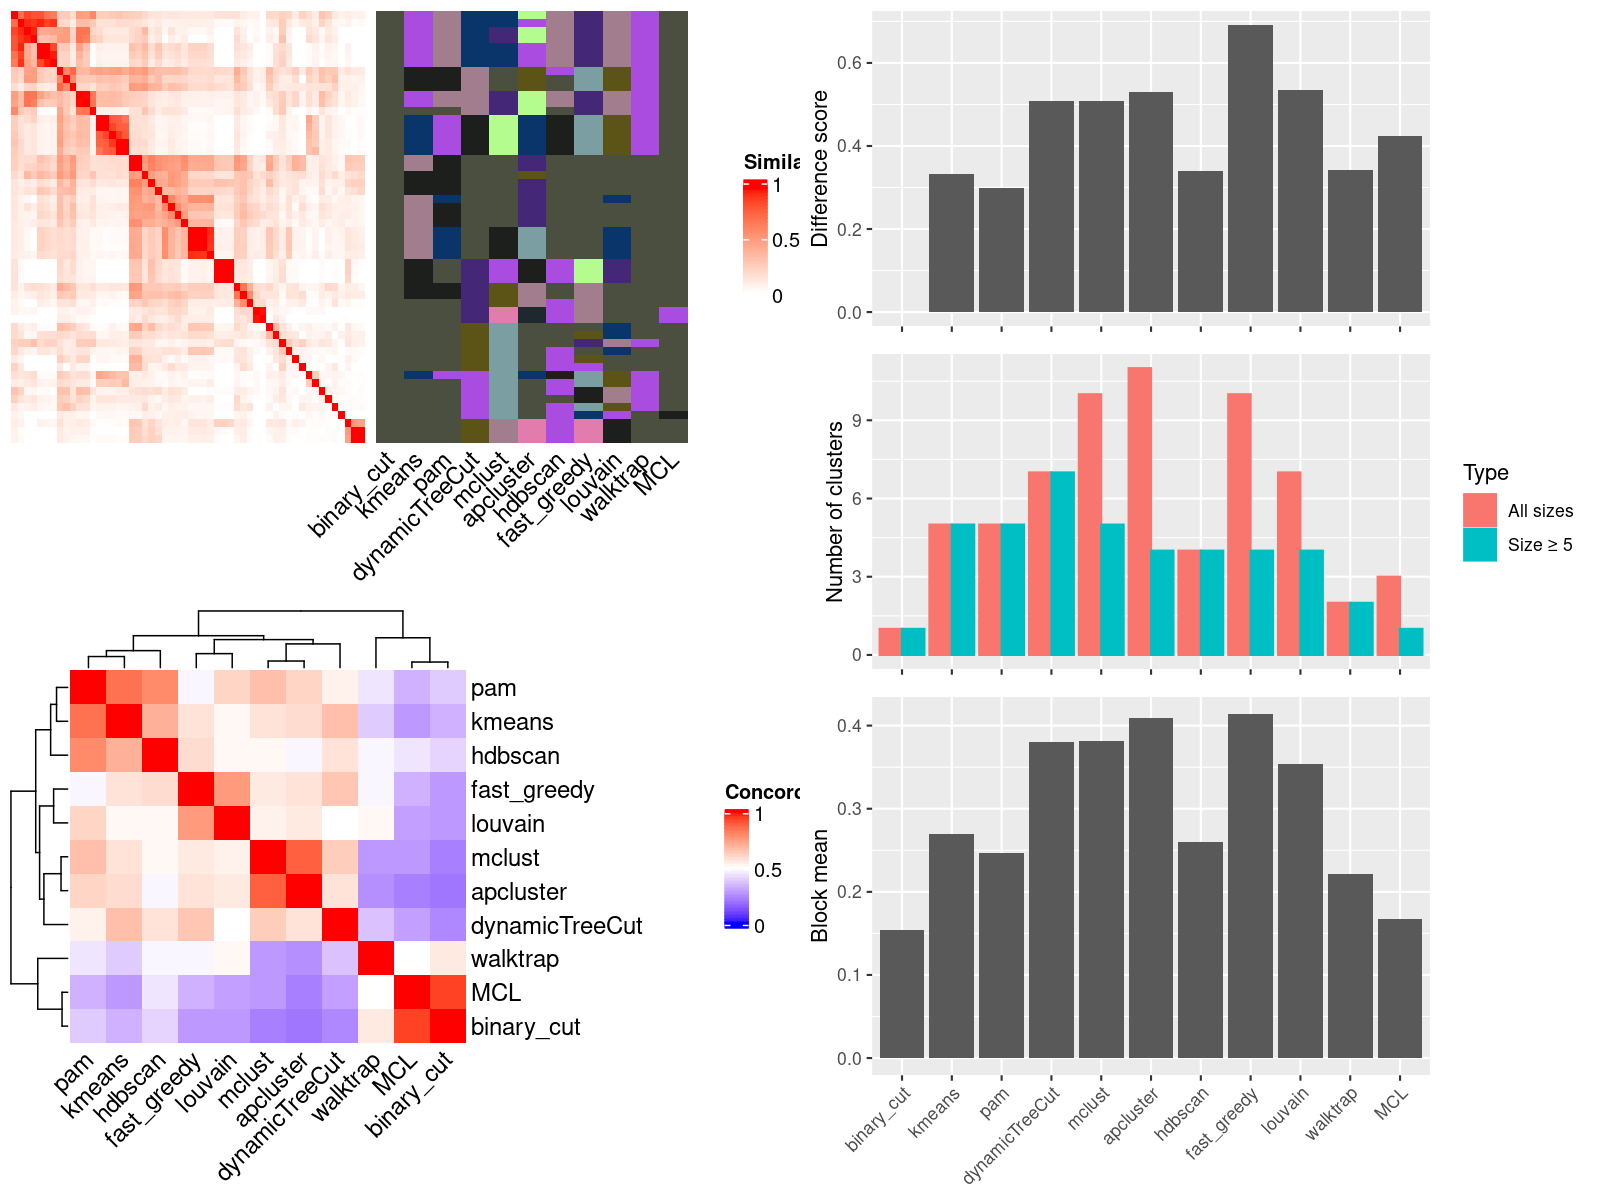 Simila
1
0.5
0
binary_cut
kmeans
pam
dynamicTreeCut
mclust
apcluster
hdbscan
fast_greedy
louvain
walktrap
MCL
Difference score
0.6
0.4
0.2
0.0
Number of clusters
9
6
3
0
Type
All sizes
Size ≥ 5
pam
kmeans
hdbscan
fast_greedy
louvain
mclust
apcluster
dynamicTreeCut
walktrap
MCL
binary_cut
pam
kmeans
hdbscan
fast_greedy
louvain
mclust
apcluster
dynamicTreeCut
walktrap
MCL
binary_cut
Concord
1
0.5
0
Block mean
0.4
0.3
0.2
0.1
0.0
binary_cut
kmeans
pam
dynamicTreeCut
mclust
apcluster
hdbscan
fast_greedy
louvain
walktrap
MCL